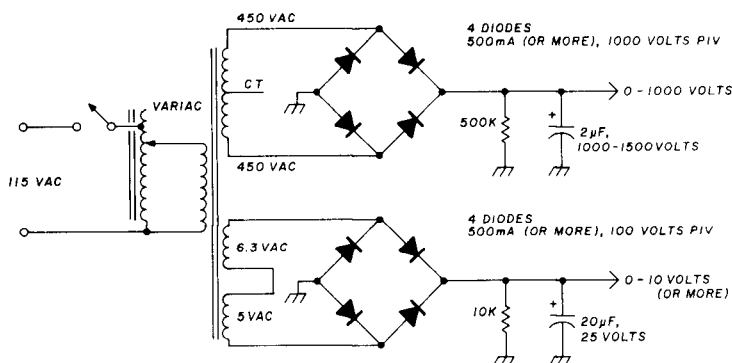 450 VAC
4 DIODES
500mA (OR MORE), 1000 VOLTS PIV
VARIAC
CT
0-1000 VOLTS
500K
+
2µF,
1000-1500VOLTS
115 VAC
450 VAC
4 DIODES
500mA (OR MORE), 100 VOLTS PIV
6.3 VAC
0-10 VOLTS
(OR MORE)
5 VAC
10K
+
20µF,
25 VOLTS